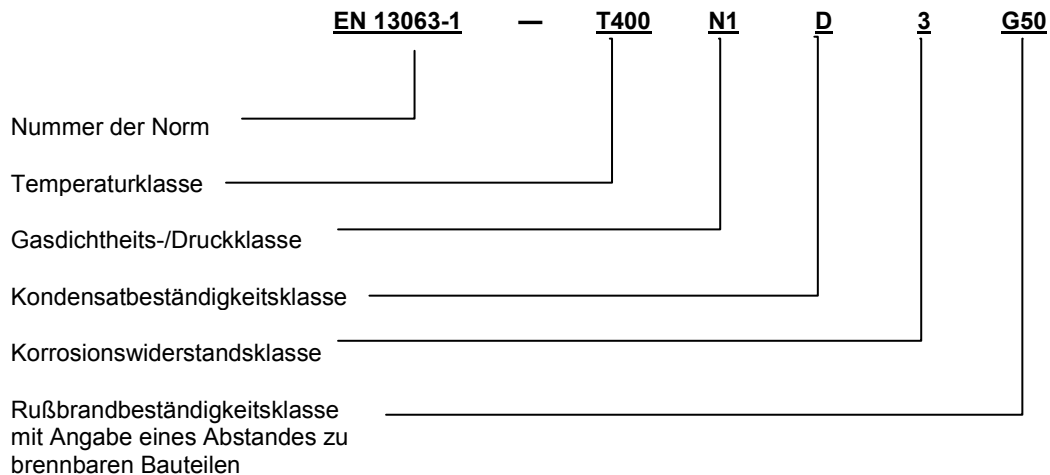 EN 13063-1 — T400 N1 D 3 G50
Nummer der Norm
Temperaturklasse
Gasdichtheits-/Druckklasse
Kondensatbeständigkeitsklasse
Korrosionswiderstandsklasse
Rußbrandbeständigkeitsklasse
mit Angabe eines Abstandes zu
brennbaren Bauteilen